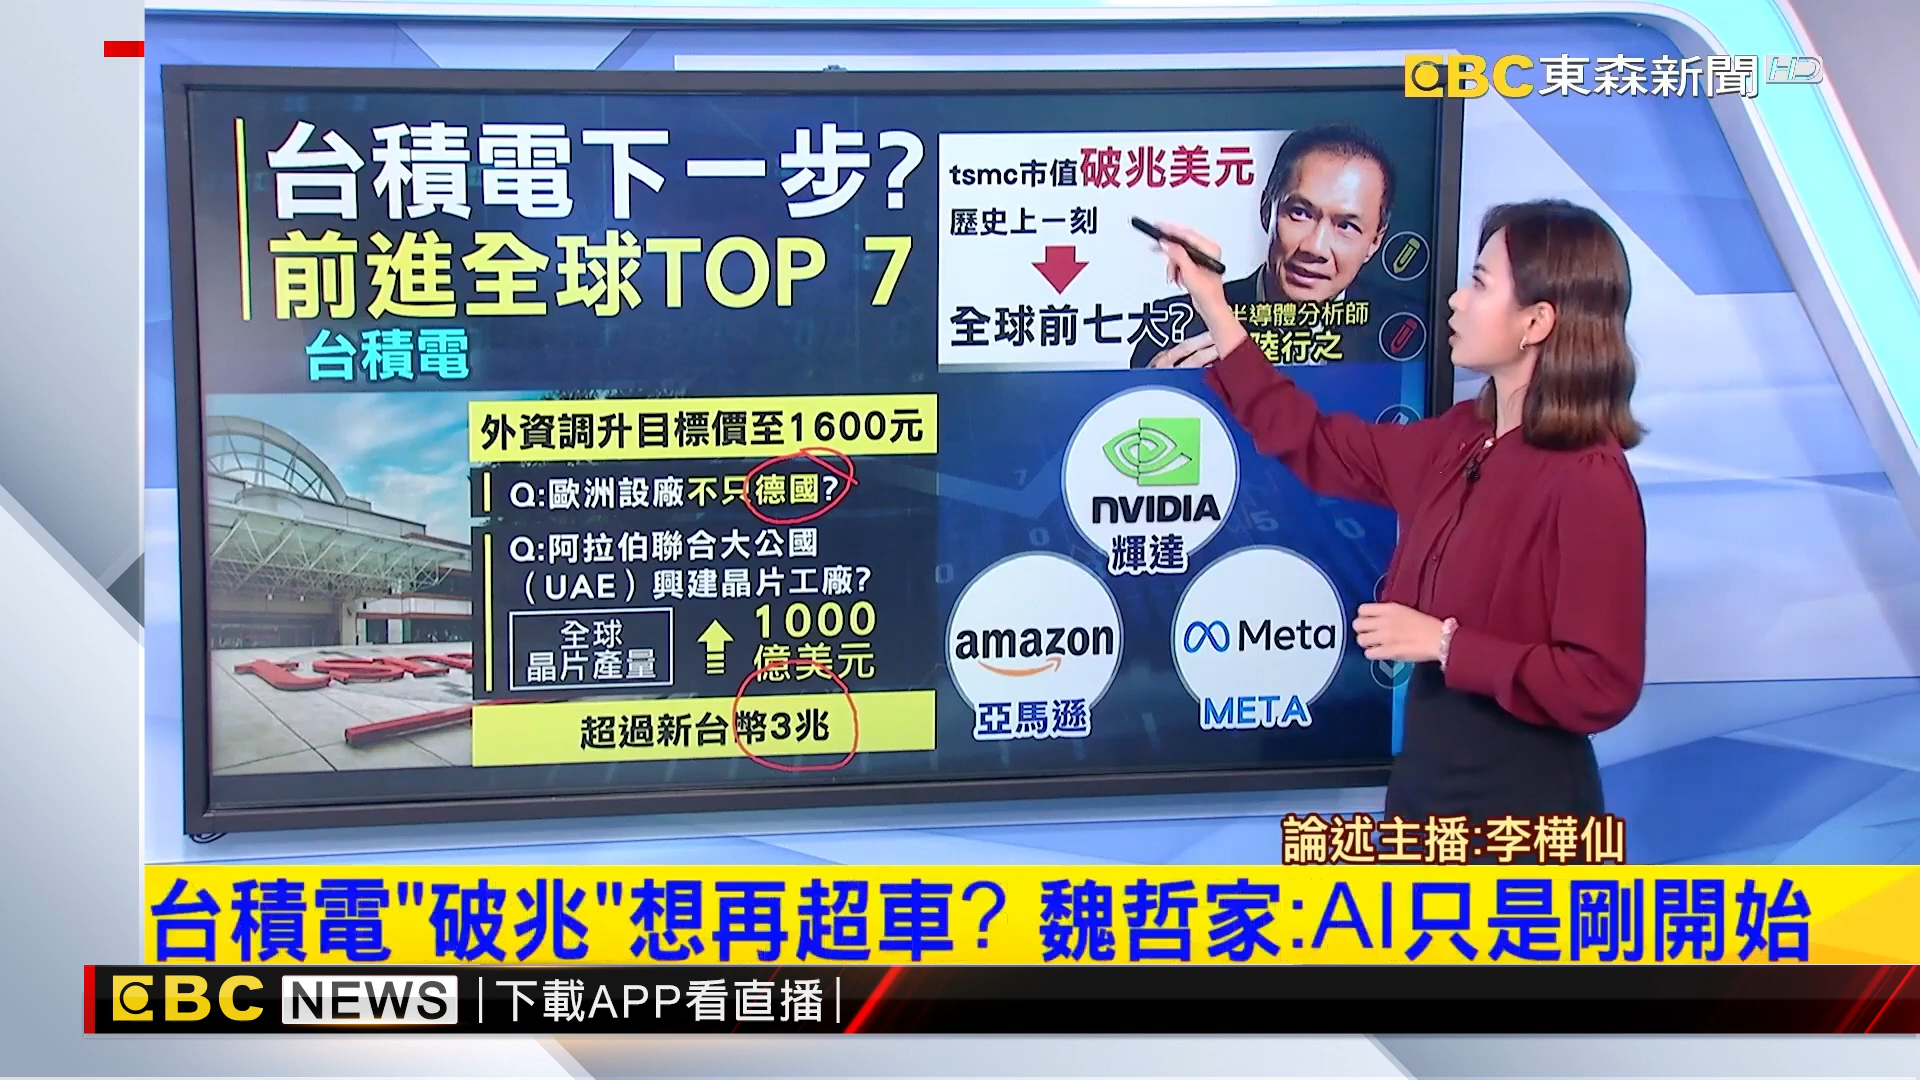 EBC東森新聞HD
台積電下一步?
前進全球TOP 7
台積電
tsmc市值破兆美元
歷史上一刻
全球前七大?
半導體分析師
陸行之
外資調升目標價至1600元
Q:歐洲設廠不只德國?
Q:阿拉伯聯合大公國
(UAE)興建晶片工廠?
全球
晶片產量
1000
億美元
超過新台幣3兆
NVIDIA
輝達
amazon
亞馬遜
Meta
META
論述主播:李樺仙
台積電"破兆"想再超車? 魏哲家:AI只是剛開始
EBC NEWS |下載APP看直播|